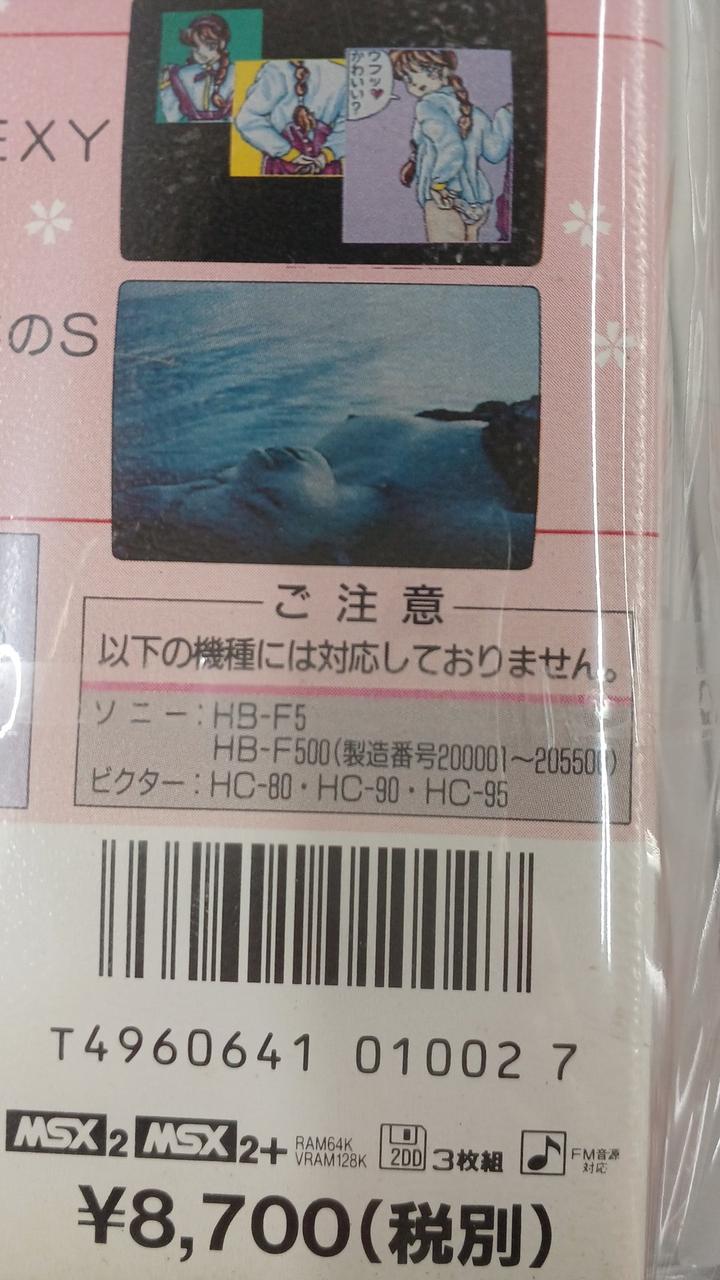 ウフッ♥
かわいい?
EXY
のS
ご注意
以下の機種には対応しておりません。
ソニー:HB-F5
HB-F500(製造番号200001〜205500)
ビクター:HC-80・HC-90・HC-95
T4960641 01002 7
MSX2 MSX2+ RAM64K
VRAM128K
2DD 3枚組
FM音源
対応
¥8,700(税別)